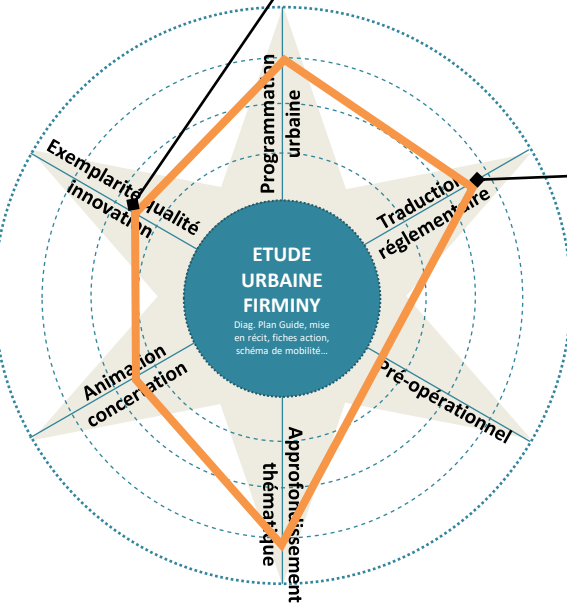 Programmation
urbaine
Exemplarité qualité
innovation
Traduction
réglementaire
ETUDE
URBAINE
FIRMINY
Diag. Plan Guide, mise
en récit, fiches action,
schéma de mobilité...
Animation
concertation
Pré-opérationnel
Approfondissement
thématique